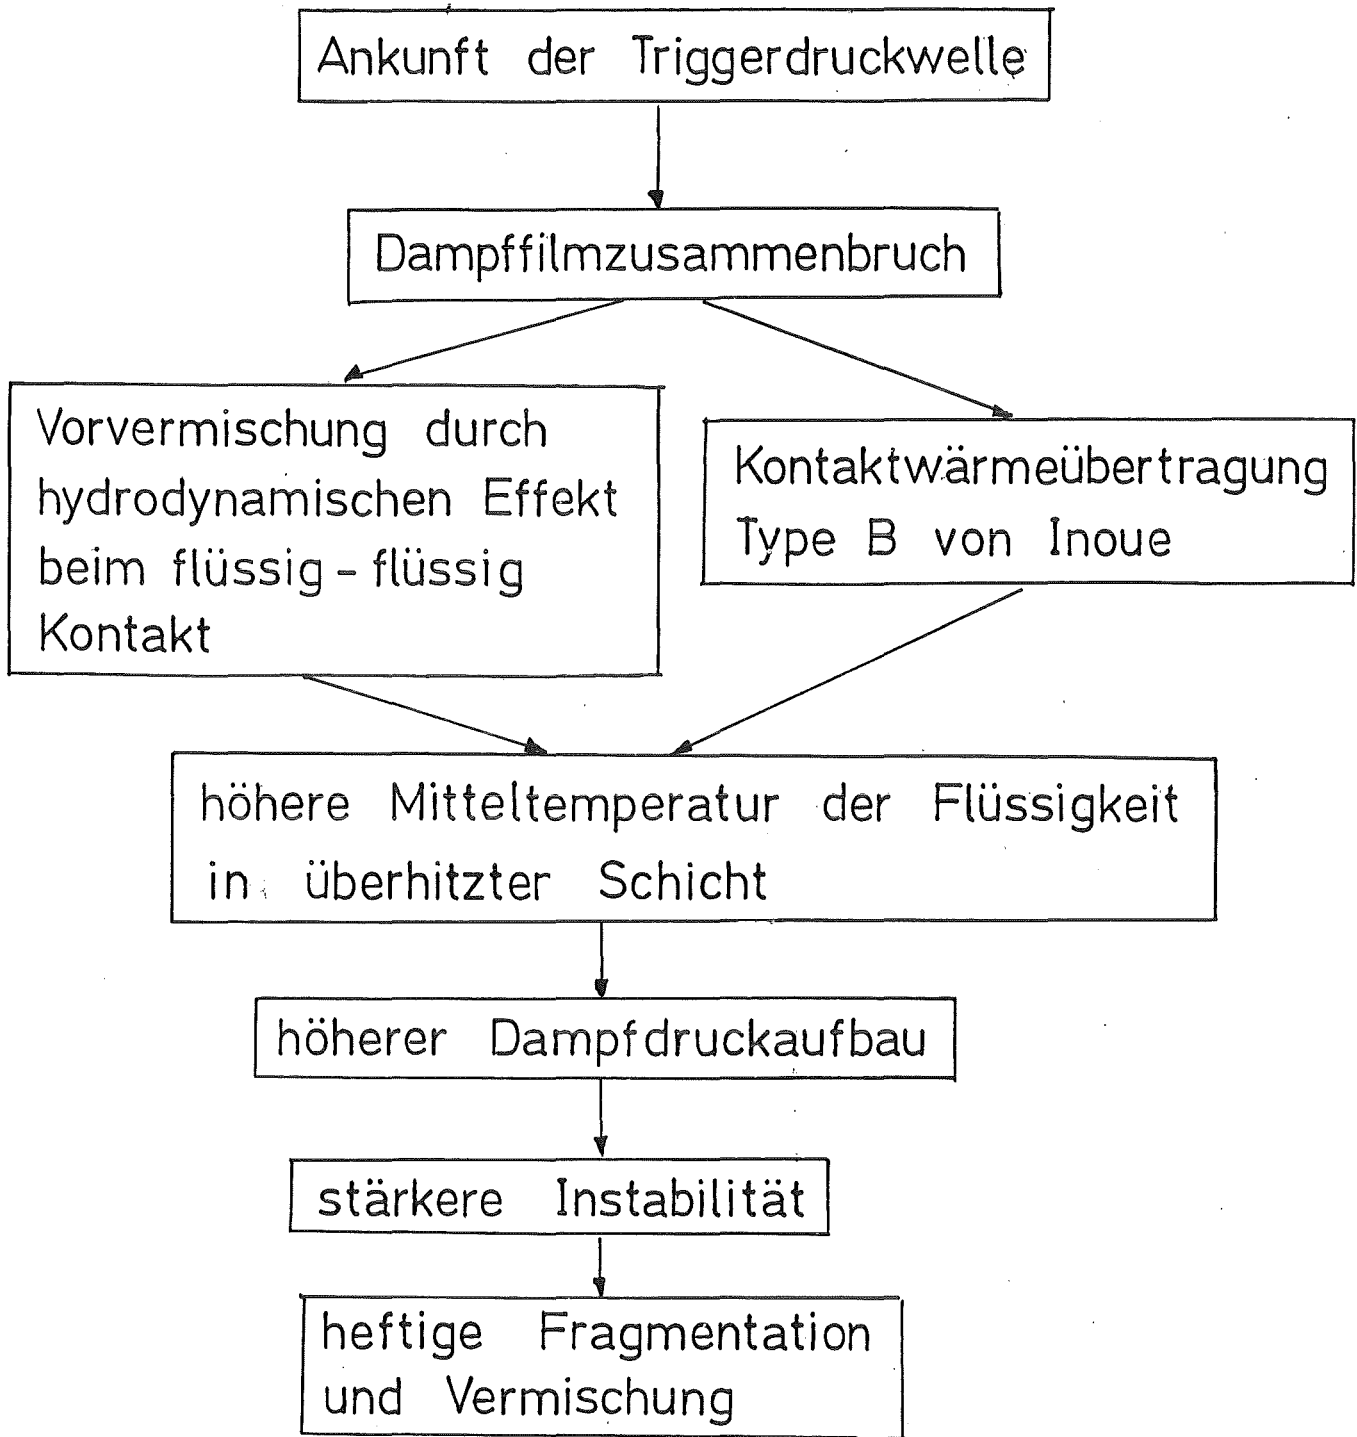 Ankunft der Triggerdruckwelle
Dampffilmzusammenbruch
Vorvermischung durch
hydrodynamischen Effekt
beim flüssig - flüssig
Kontakt
Kontaktwärmeübertragung
Type B von Inoue
höhere Mitteltemperatur der Flüssigkeit
in überhitzter Schicht
höherer Dampfdruckaufbau
stärkere Instabilität
heftige Fragmentation
und Vermischung